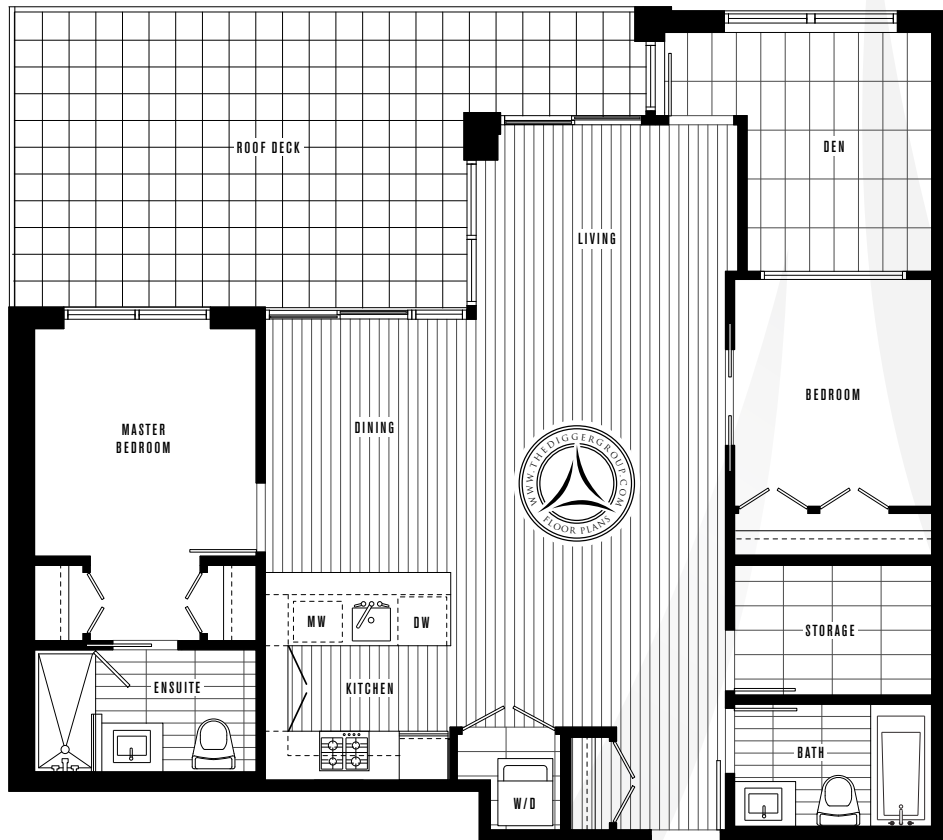 ROOF DECK
DEN
LIVING
BEDROOM
DINING
MASTER
BEDROOM
WWW.THEDIGGERGROUP.COM
FLOOR PLANS
MW
DW
STORAGE
ENSUITE
KITCHEN
BATH
W/D